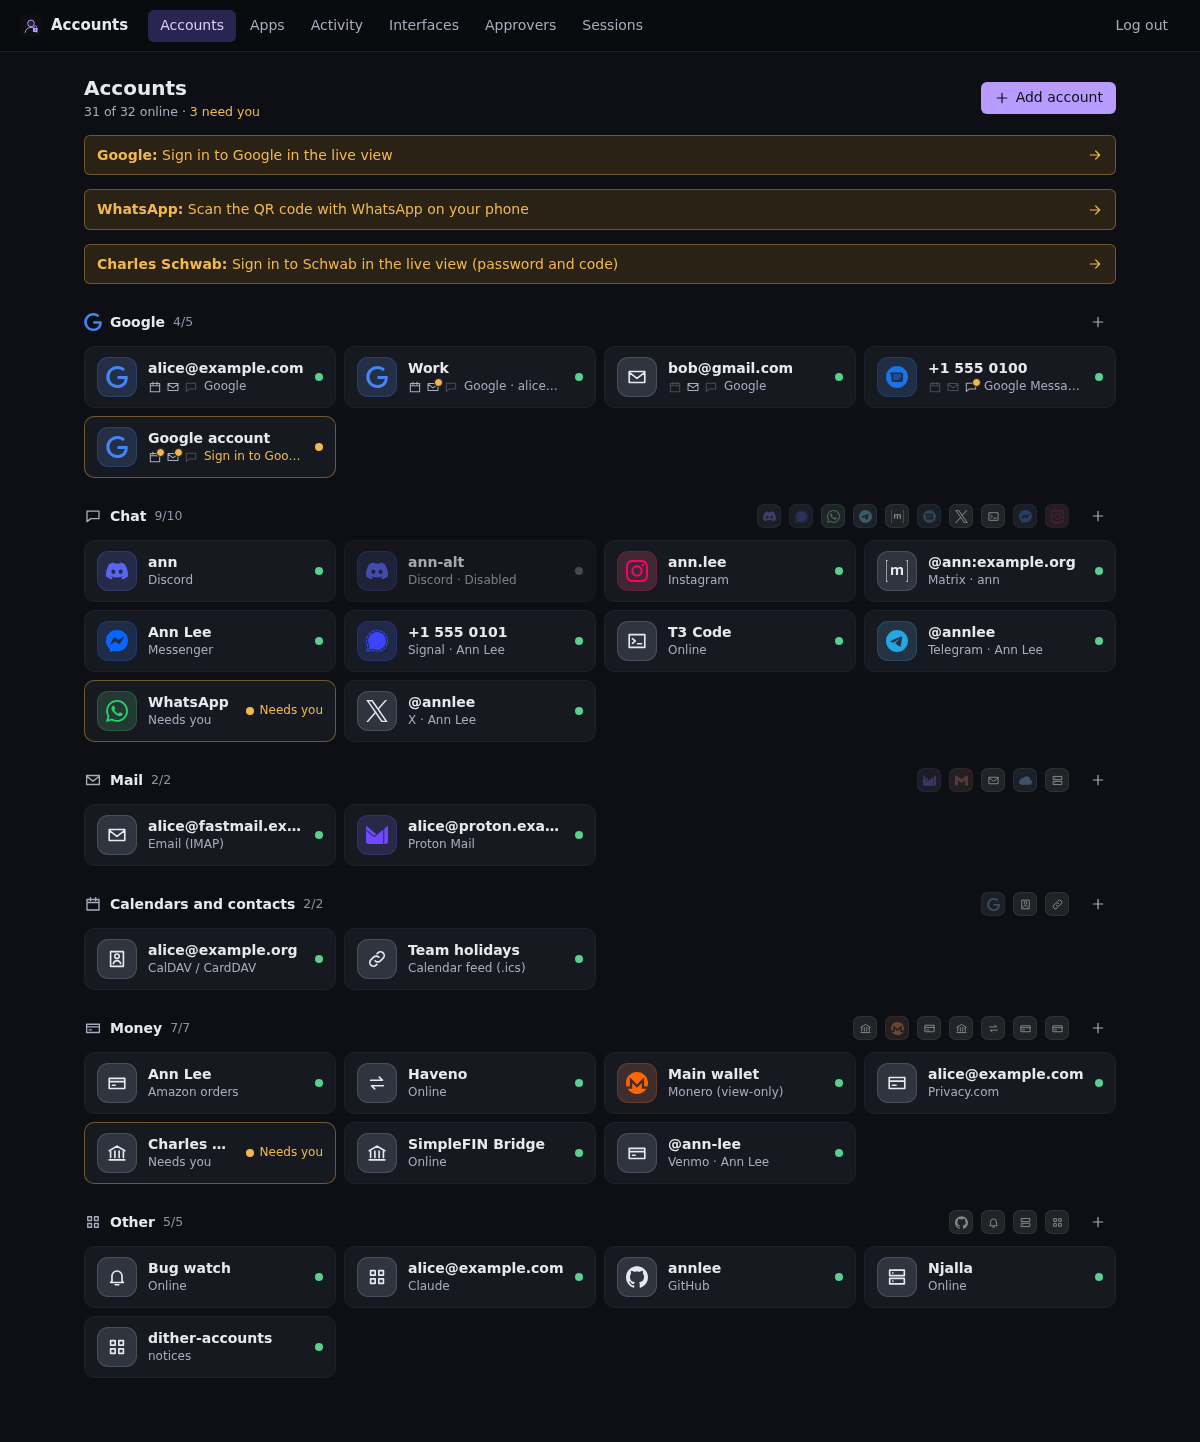 Accounts
Accounts
Apps
Activity
Interfaces
Approvers
Sessions
Log out
Accounts
31 of 32 online · 3 need you
Add account
Google: Sign in to Google in the live view
WhatsApp: Scan the QR code with WhatsApp on your phone
Charles Schwab: Sign in to Schwab in the live view (password and code)
Google 4/5
alice@example.com
Google
Work
Google · alice...
bob@gmail.com
Google
+1 555 0100
Google Messa...
Google account
Sign in to Goo...
Chat 9/10
ann
Discord
ann-alt
Discord · Disabled
ann.lee
Instagram
@ann:example.org
Matrix · ann
Ann Lee
Messenger
+1 555 0101
Signal · Ann Lee
T3 Code
Online
@annlee
Telegram · Ann Lee
WhatsApp
Needs you
Needs you
@annlee
X · Ann Lee
Mail 2/2
alice@fastmail.ex...
Email (IMAP)
alice@proton.exa...
Proton Mail
Calendars and contacts 2/2
alice@example.org
CalDAV / CardDAV
Team holidays
Calendar feed (.ics)
Money 7/7
Ann Lee
Amazon orders
Haveno
Online
Main wallet
Monero (view-only)
alice@example.com
Privacy.com
Charles ...
Needs you
Needs you
SimpleFIN Bridge
Online
@ann-lee
Venmo · Ann Lee
Other 5/5
Bug watch
Online
alice@example.com
Claude
annlee
GitHub
Njalla
Online
dither-accounts
notices